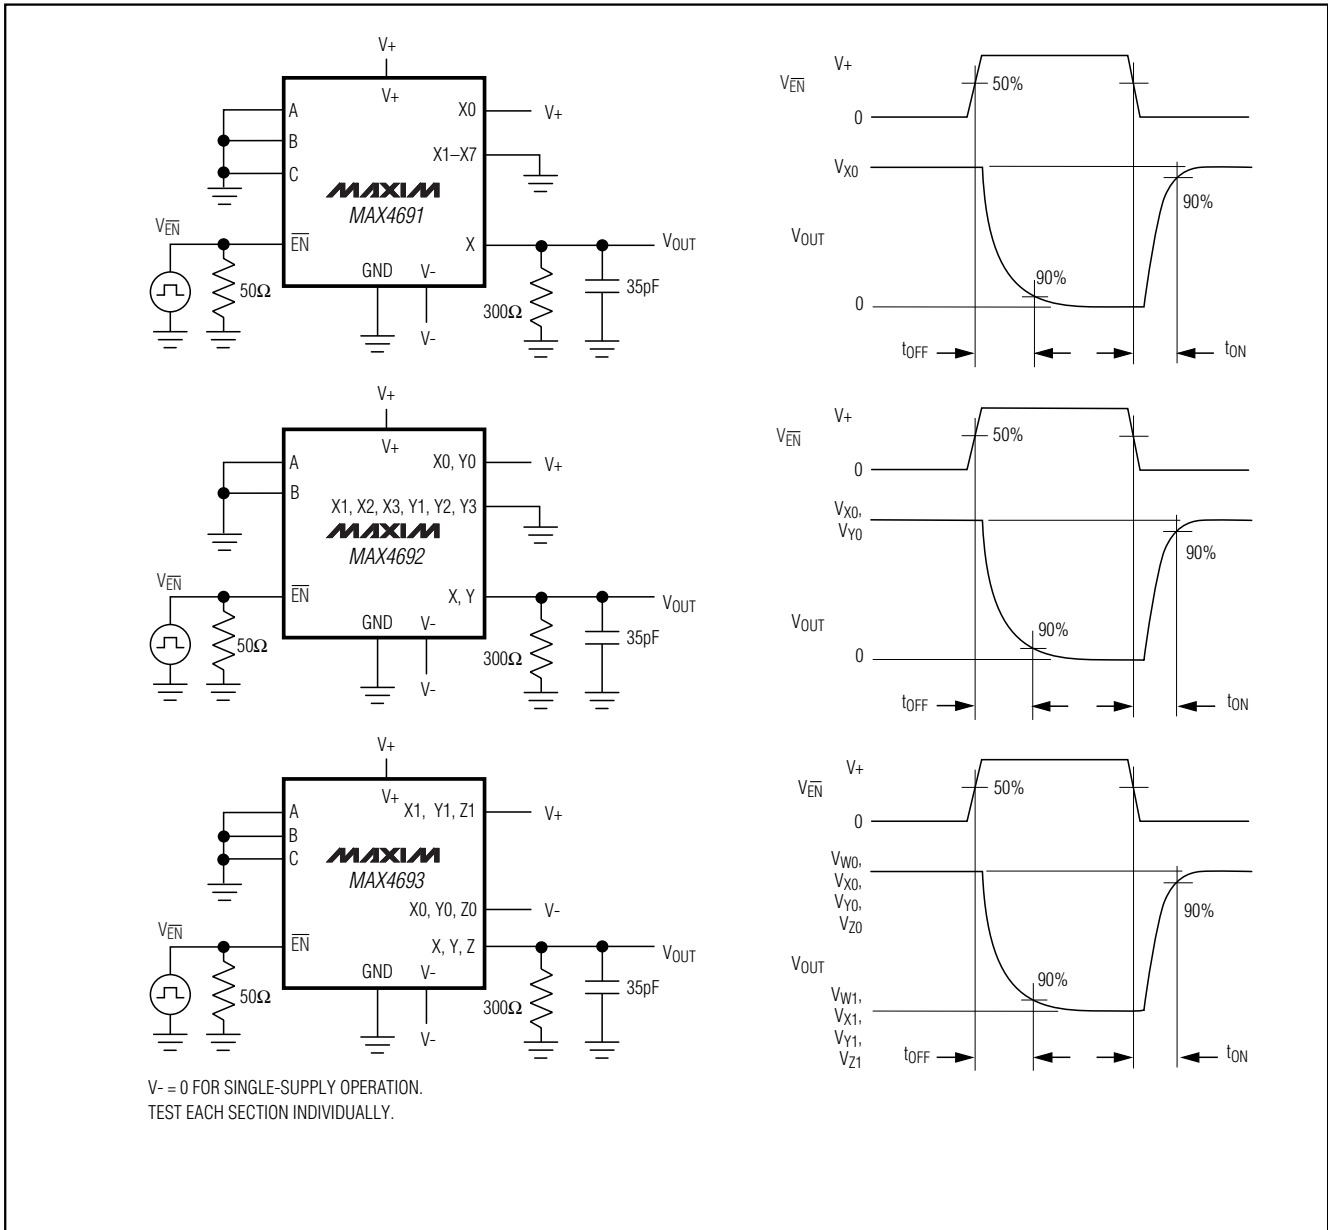 V+
V+
A
B
C
X0
V+
X1–X7
MAXIM
MAX4691
VEN̅
EN̅
X
VOUT
50Ω
GND
V-
V-
300Ω
35pF
V+
VEN̅
50%
0
VX0
90%
VOUT
90%
0
tOFF
tON
V+
V+
A
B
X0, Y0
V+
X1, X2, X3, Y1, Y2, Y3
MAXIM
MAX4692
VEN̅
EN̅
X, Y
VOUT
50Ω
GND
V-
V-
300Ω
35pF
V+
VEN̅
50%
0
VX0,
VY0
90%
VOUT
90%
0
tOFF
tON
V+
V+
A
B
C
X1, Y1, Z1
V+
MAXIM
MAX4693
X0, Y0, Z0
V-
VEN̅
EN̅
X, Y, Z
VOUT
50Ω
GND
V-
V-
300Ω
35pF
V+
VEN̅
50%
0
VW0,
VX0,
VY0,
VZ0
90%
VOUT
90%
VW1,
VX1,
VY1,
VZ1
tOFF
tON
V- = 0 FOR SINGLE-SUPPLY OPERATION.
TEST EACH SECTION INDIVIDUALLY.